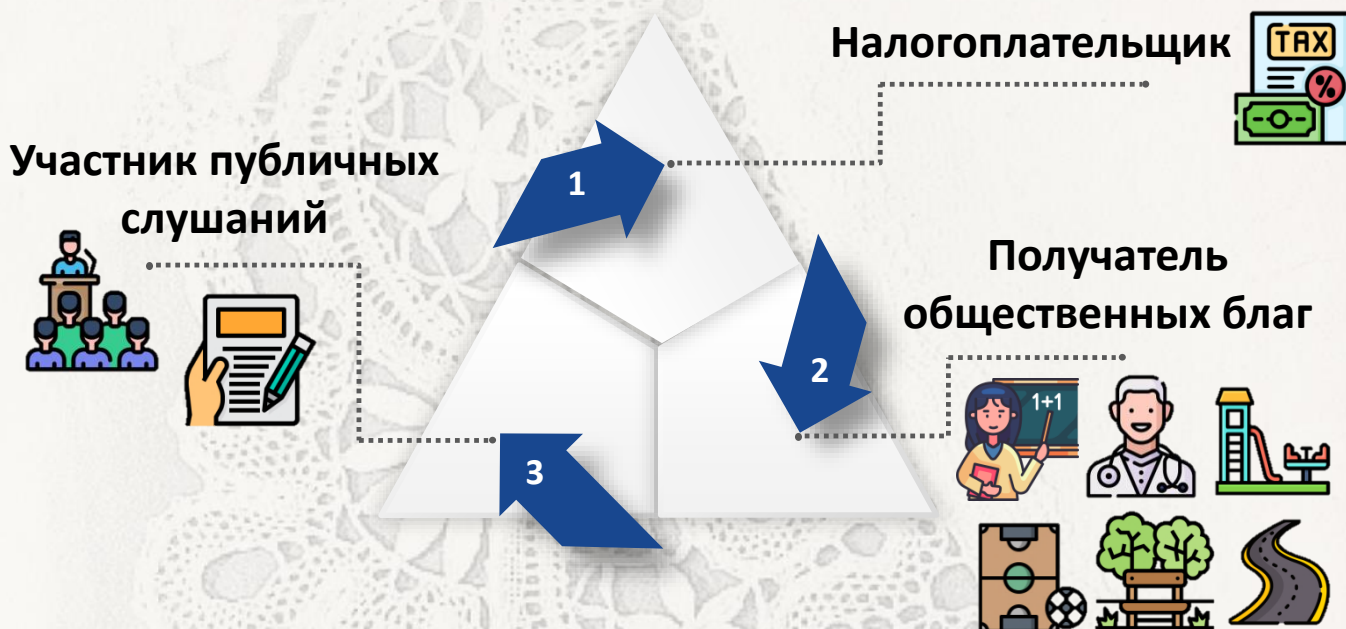 Налогоплательщик
TAX
%
Участник публичных
слушаний
1
Получатель
общественных благ
2
1+1
3